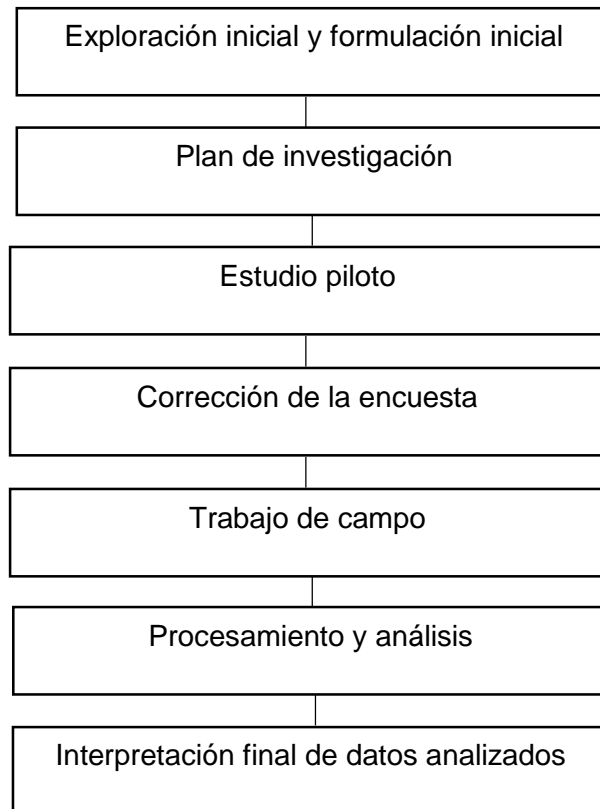 Exploración inicial y formulación inicial
Plan de investigación
Estudio piloto
Corrección de la encuesta
Trabajo de campo
Procesamiento y análisis
Interpretación final de datos analizados